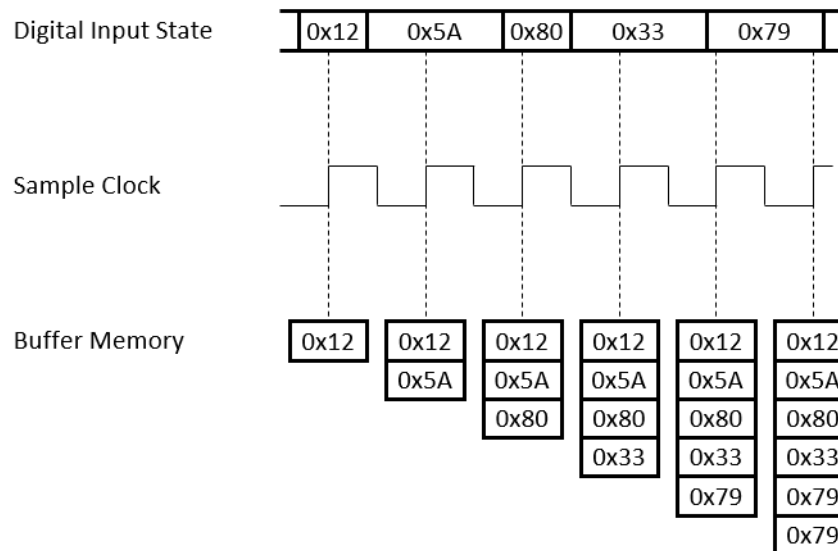 Digital Input State 0x12 0x5A 0x80 0x33 0x79
Sample Clock
Buffer Memory 0x12 0x12 0x12 0x12 0x12 0x12
0x5A 0x5A 0x5A 0x5A 0x5A
0x80 0x80 0x80 0x80
0x33 0x33 0x33
0x79 0x79
0x79